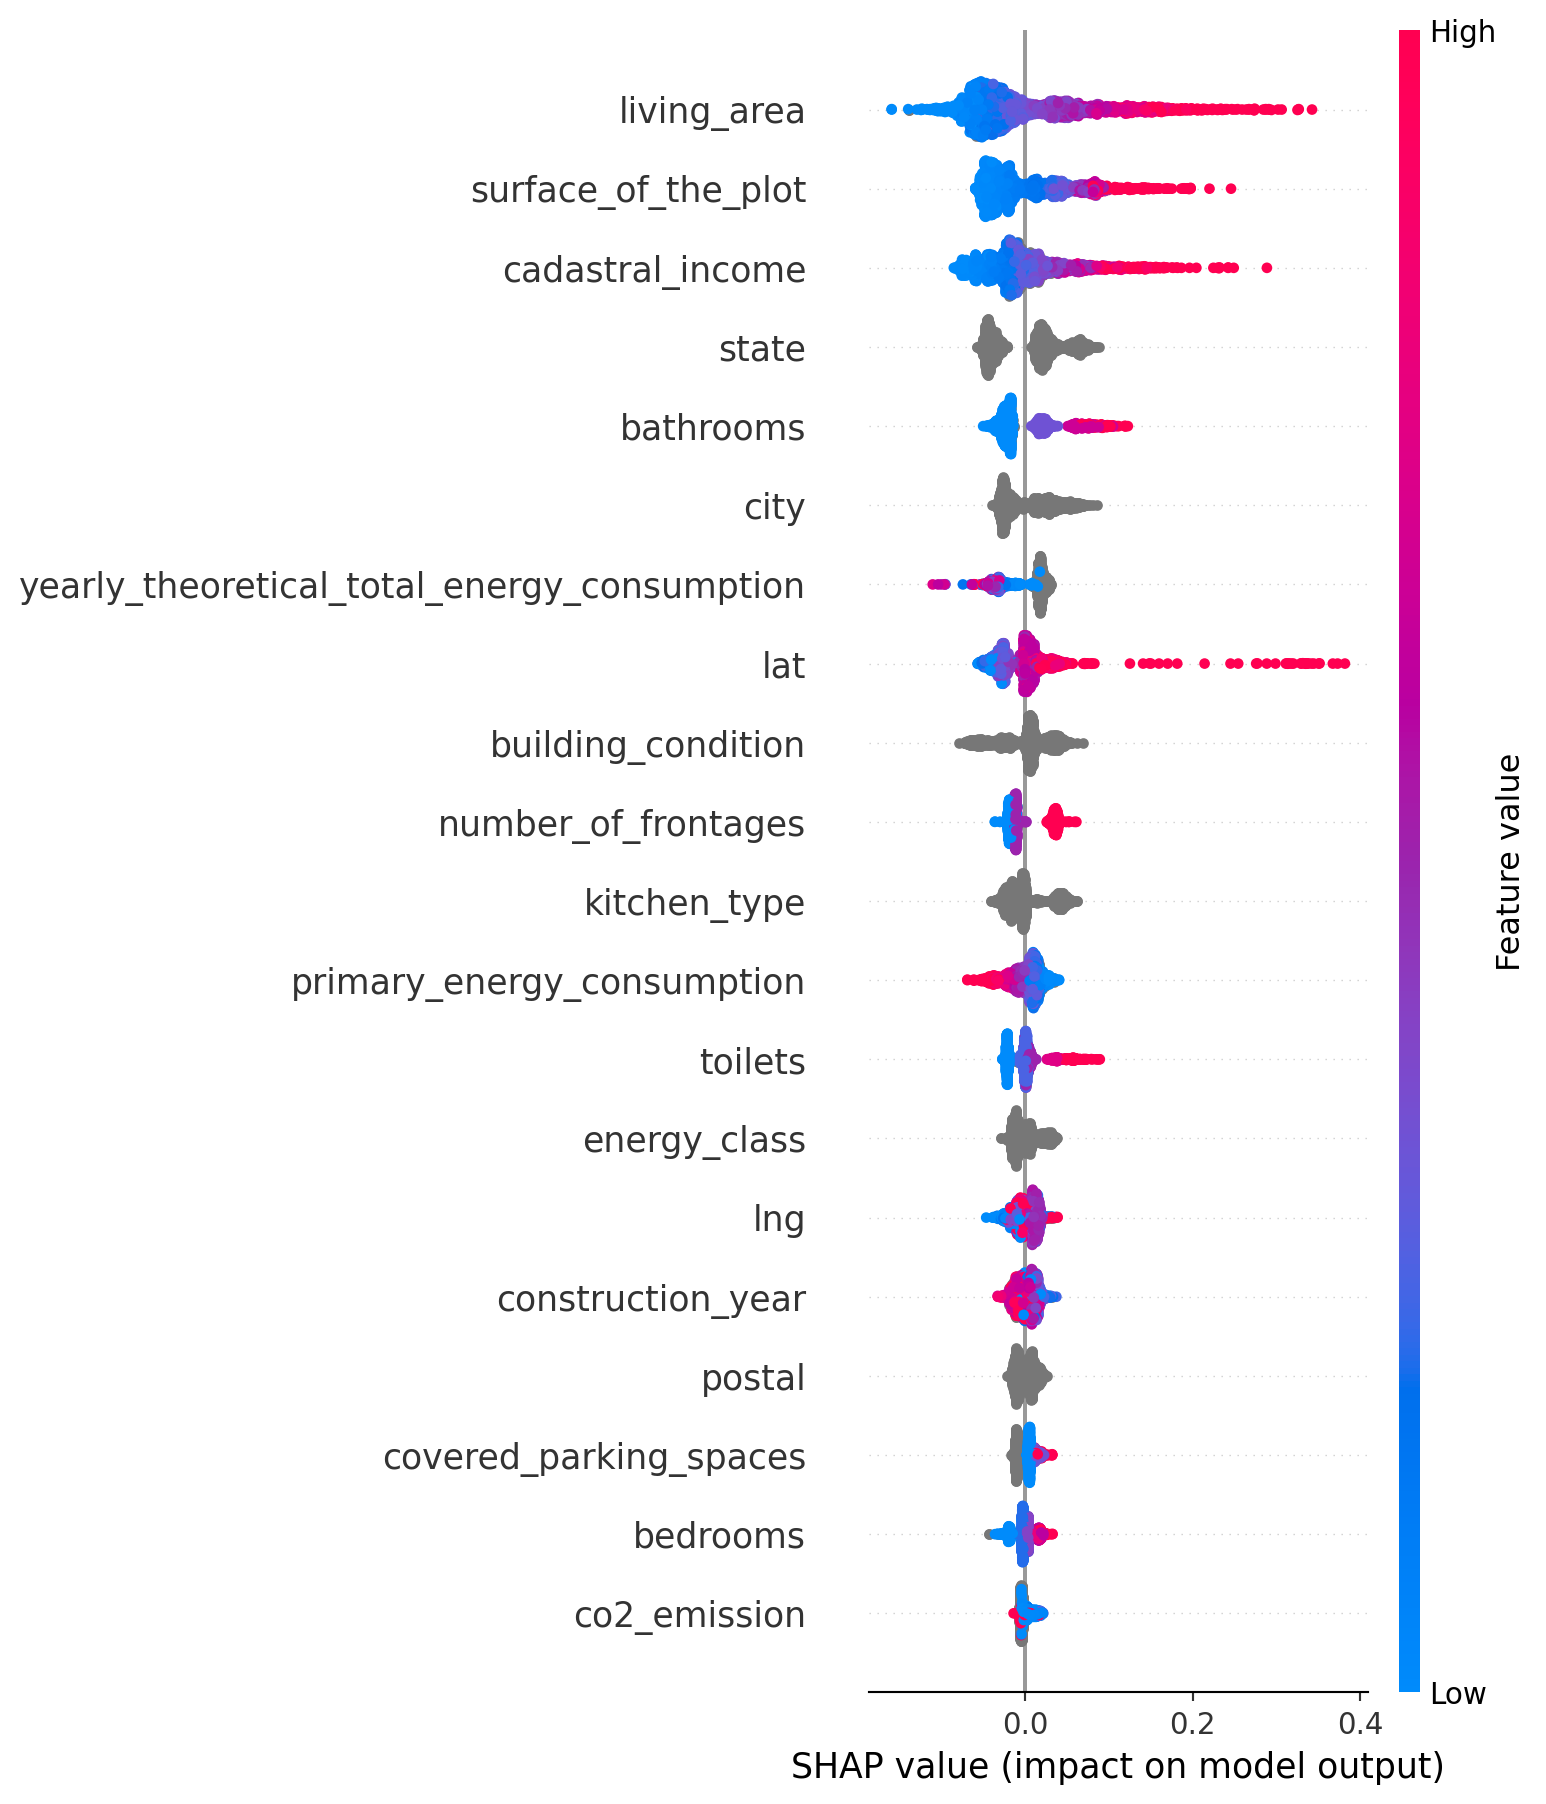 High
living_area
surface_of_the_plot
cadastral_income
state
bathrooms
city
yearly_theoretical_total_energy_consumption
lat
building_condition
number_of_frontages
kitchen_type
primary_energy_consumption
toilets
energy_class
lng
construction_year
postal
covered_parking_spaces
bedrooms
co2_emission
Feature value
Low
0.0 0.2 0.4
SHAP value (impact on model output)